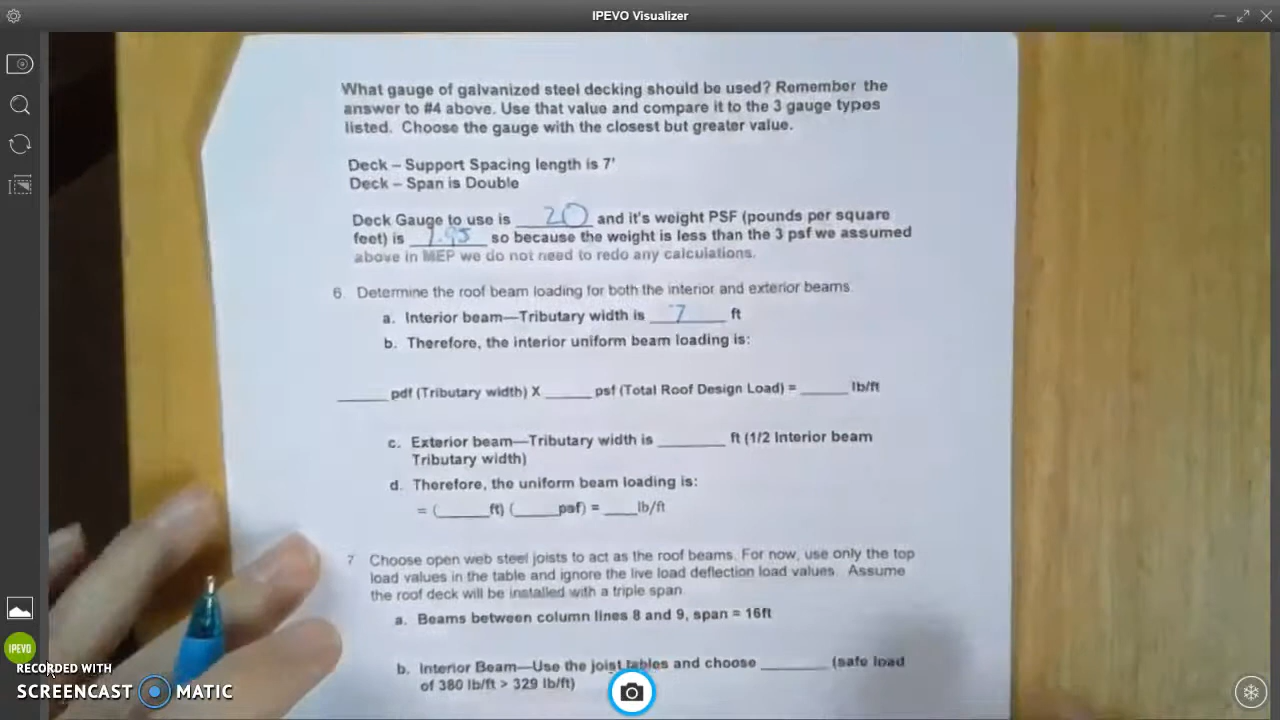 IPEVO Visualizer
What gauge of galvanized steel decking should be used? Remember the
answer to #4 above. Use that value and compare it to the 3 gauge types
listed. Choose the gauge with the closest but greater value.
Deck – Support Spacing length is 7'
Deck – Span is Double
Deck Gauge to use is 20 and it's weight PSF (pounds per square
feet) is 1.95 so because the weight is less than the 3 psf we assumed
above in MEP we do not need to redo any calculations.
6. Determine the roof beam loading for both the interior and exterior beams
a. Interior beam—Tributary width is 7 ft
b. Therefore, the interior uniform beam loading is:
_____ pdf (Tributary width) X _____ psf (Total Roof Design Load) = _____ lb/ft
c. Exterior beam—Tributary width is _______ ft (1/2 Interior beam
Tributary width)
d. Therefore, the uniform beam loading is:
= (______ft) (_____psf) = ___lb/ft
7 Choose open web steel joists to act as the roof beams. For now, use only the top
load values in the table and ignore the live load deflection load values. Assume
the roof deck will be installed with a triple span
a. Beams between column lines 8 and 9, span = 16ft
b. Interior Beam—Use the joist tables and choose _______ (safe load
of 380 lb/ft > 329 lb/ft)
IPEVO
RECORDED WITH
SCREENCAST MATIC